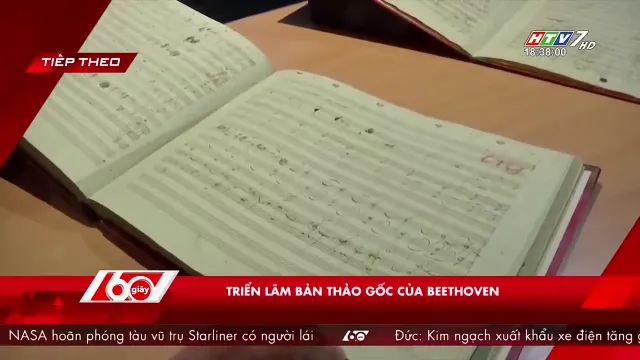 TIẾP THEO
HTV7 HD
18:38:00
60 giây
TRIỂN LÃM BẢN THẢO GỐC CỦA BEETHOVEN
NASA hoãn phóng tàu vũ trụ Starliner có người lái 60 Đức: Kim ngạch xuất khẩu xe điện tăng g